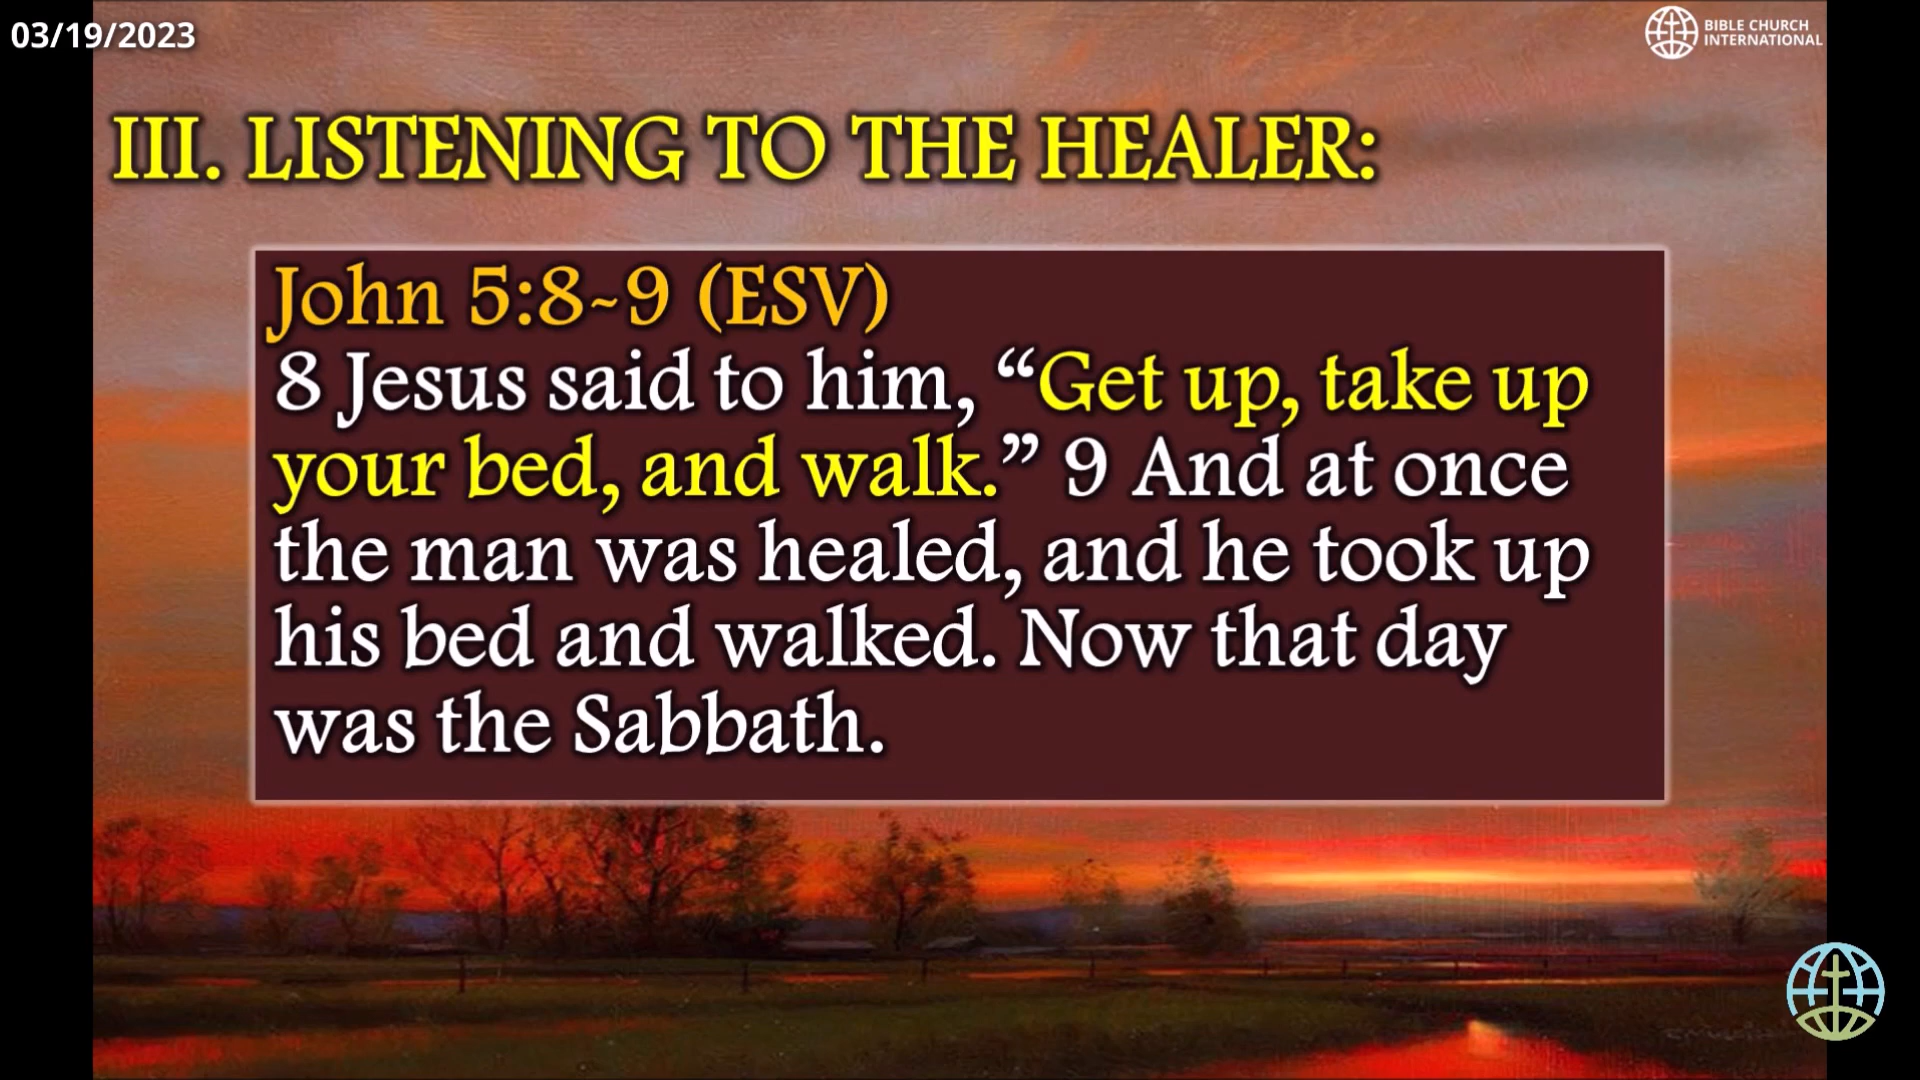 03/19/2023
BIBLE CHURCH
INTERNATIONAL
III. LISTENING TO THE HEALER:
John 5:8~9 (ESV)
8 Jesus said to him, “Get up, take up
your bed, and walk.” 9 And at once
the man was healed, and he took up
his bed and walked. Now that day
was the Sabbath.